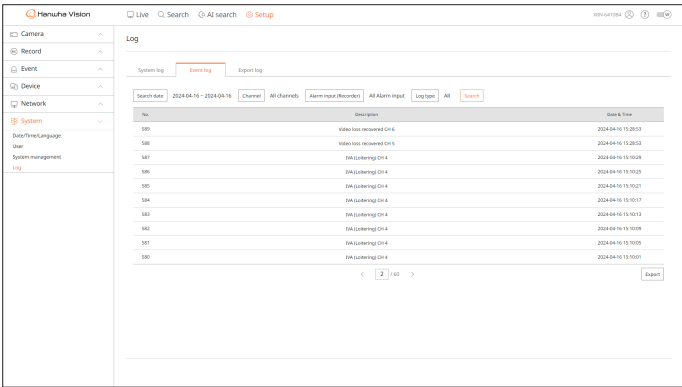 Hanwha Vision
Live Search AI search Setup
XRN-6410B4 ? W
Camera
Record
Event
Device
Network
System
Date/Time/Language
User
System management
Log
Log
System log Event log Export log
Search date 2024-04-16 ~ 2024-04-16 Channel All channels Alarm input (Recorder) All Alarm input Log type All Search
No. Description Date & Time
589 Video loss recovered CH 6 2024-04-16 15:28:53
588 Video loss recovered CH 5 2024-04-16 15:28:53
587 IVA (Loitering) CH 4 2024-04-16 15:10:29
586 IVA (Loitering) CH 4 2024-04-16 15:10:25
585 IVA (Loitering) CH 4 2024-04-16 15:10:21
584 IVA (Loitering) CH 4 2024-04-16 15:10:17
583 IVA (Loitering) CH 4 2024-04-16 15:10:13
582 IVA (Loitering) CH 4 2024-04-16 15:10:09
581 IVA (Loitering) CH 4 2024-04-16 15:10:05
580 IVA (Loitering) CH 4 2024-04-16 15:10:01
< 2 / 60 > Export